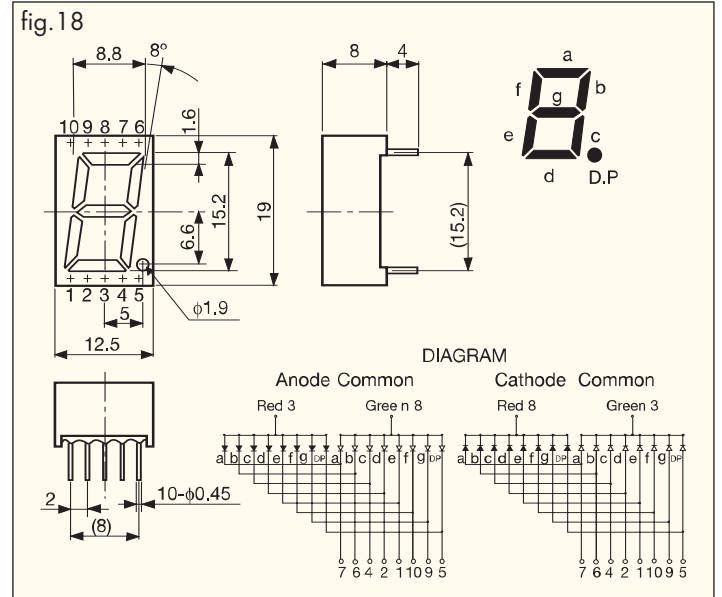 fig.18
8.8 8° 8 4
10 9 8 7 6
1.6
15.2
19
6.6
1 2 3 4 5
5
φ1.9
12.5
(15.2)
a
f g b
e c
d D.P
2
(8)
10-φ0.45
DIAGRAM
Anode Common Cathode Common
Red 3 Gree n 8 Red 8 Green 3
a b c d e f g DP a b c d e f g DP a b c d e f g DP a b c d e f g DP
7 6 4 2 1 10 9 5 7 6 4 2 1 10 9 5